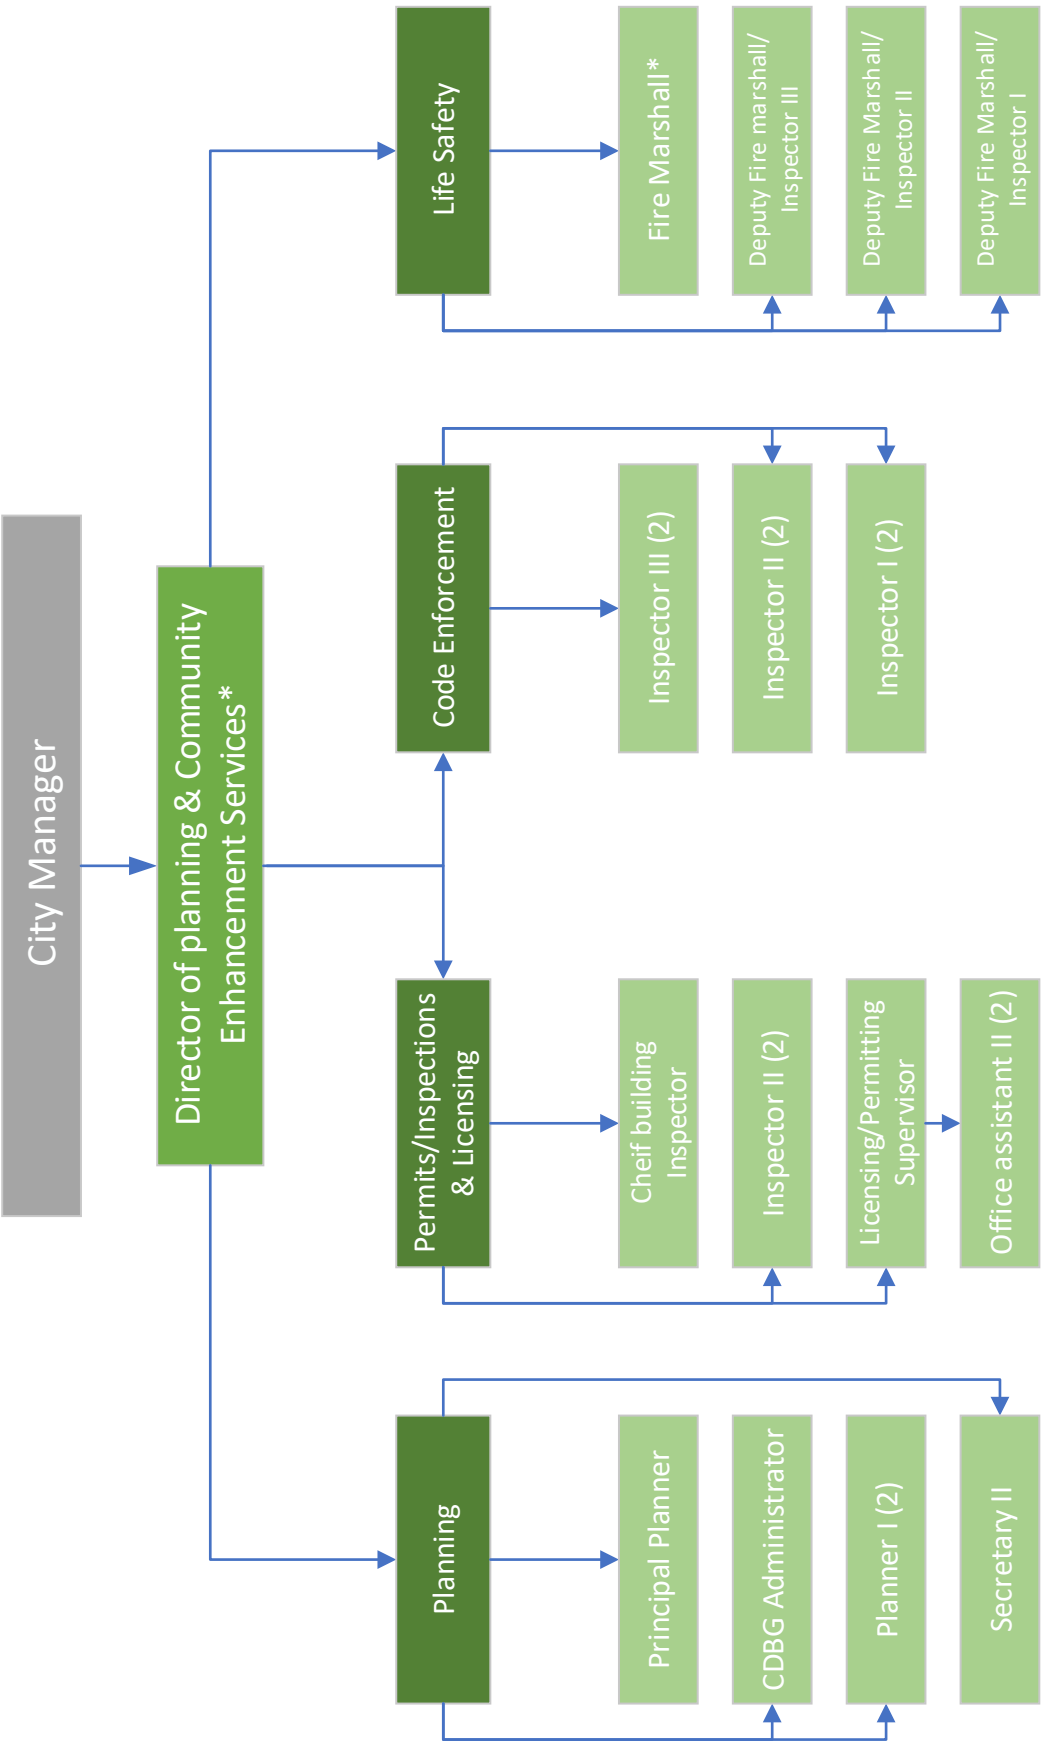 City Manager
Director of planning & Community
Enhancement Services*
Planning
Permits/Inspections
& Licensing
Code Enforcement
Life Safety
Principal Planner
Cheif building
Inspector
Inspector III (2)
Fire Marshall*
CDBG Administrator
Inspector II (2)
Inspector II (2)
Deputy Fire marshall/
Inspector III
Planner I (2)
Licensing/Permitting
Supervisor
Inspector I (2)
Deputy Fire Marshall/
Inspector II
Secretary II
Office assistant II (2)
Deputy Fire Marshall/
Inspector I